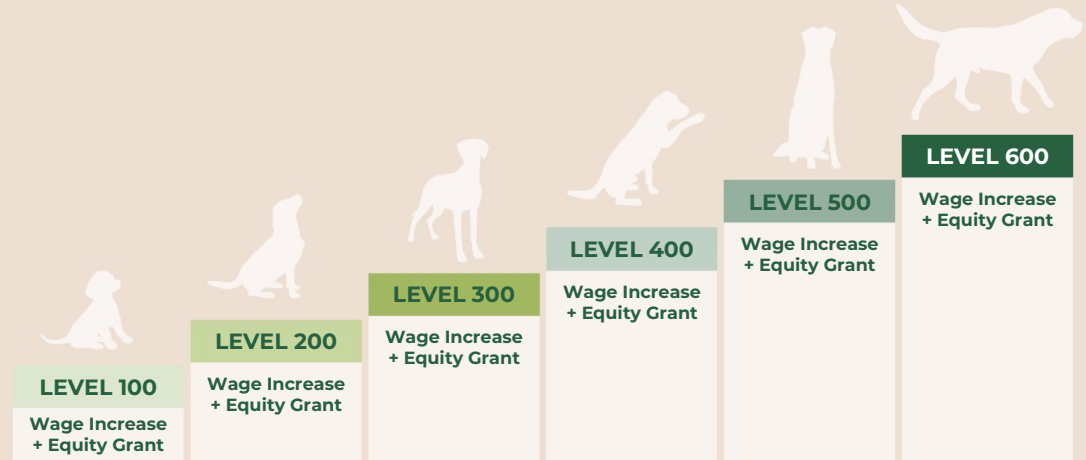 LEVEL 100
Wage Increase
+ Equity Grant
LEVEL 200
Wage Increase
+ Equity Grant
LEVEL 300
Wage Increase
+ Equity Grant
LEVEL 400
Wage Increase
+ Equity Grant
LEVEL 500
Wage Increase
+ Equity Grant
LEVEL 600
Wage Increase
+ Equity Grant